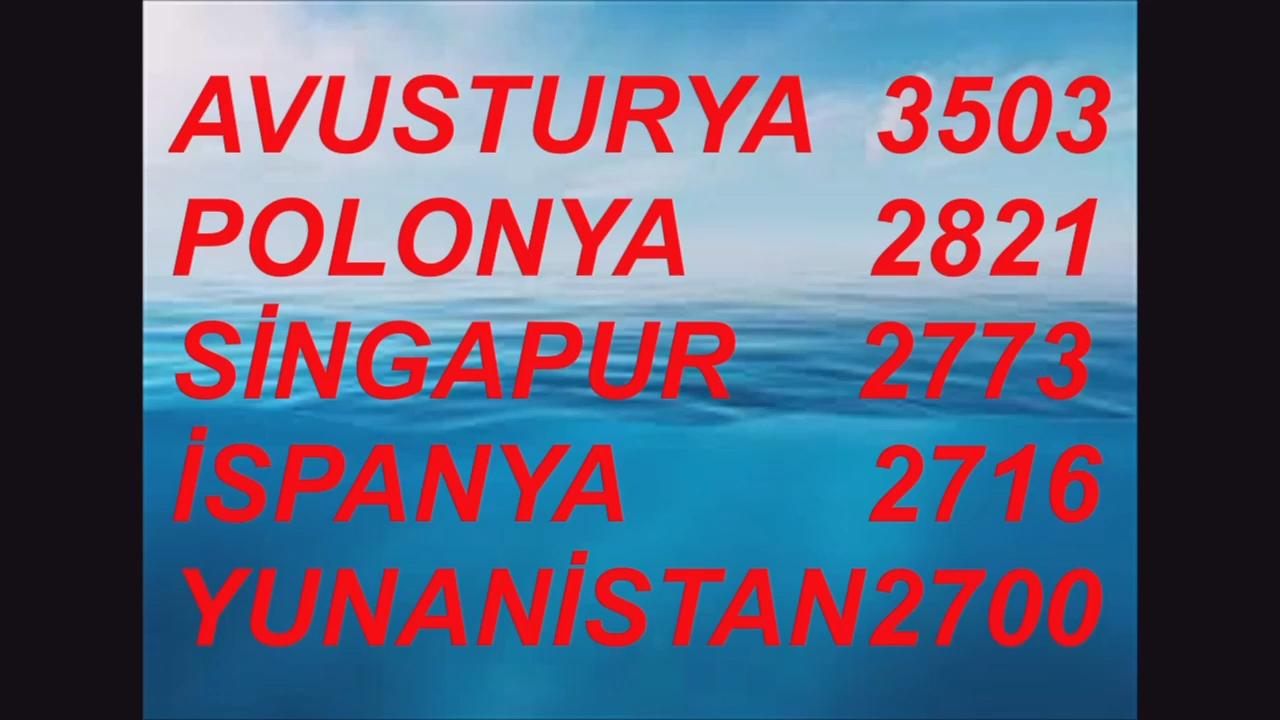 AVUSTURYA 3503
POLONYA 2821
SİNGAPUR 2773
İSPANYA 2716
YUNANİSTAN2700